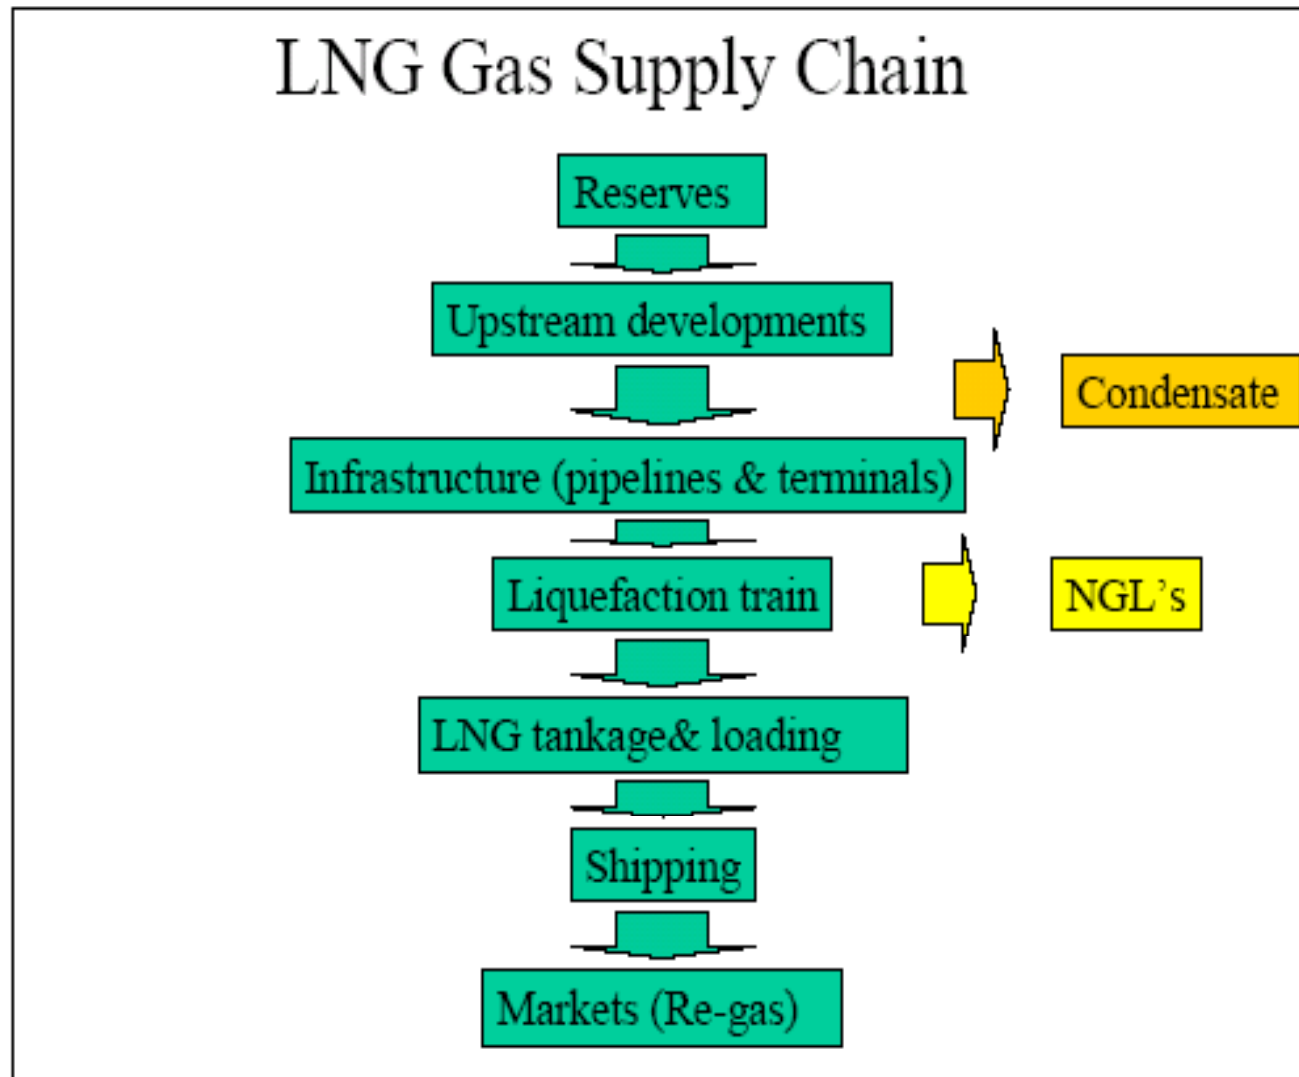 LNG Gas Supply Chain
Reserves
Upstream developments
Condensate
Infrastructure (pipelines & terminals)
Liquefaction train
NGL’s
LNG tankage& loading
Shipping
Markets (Re-gas)